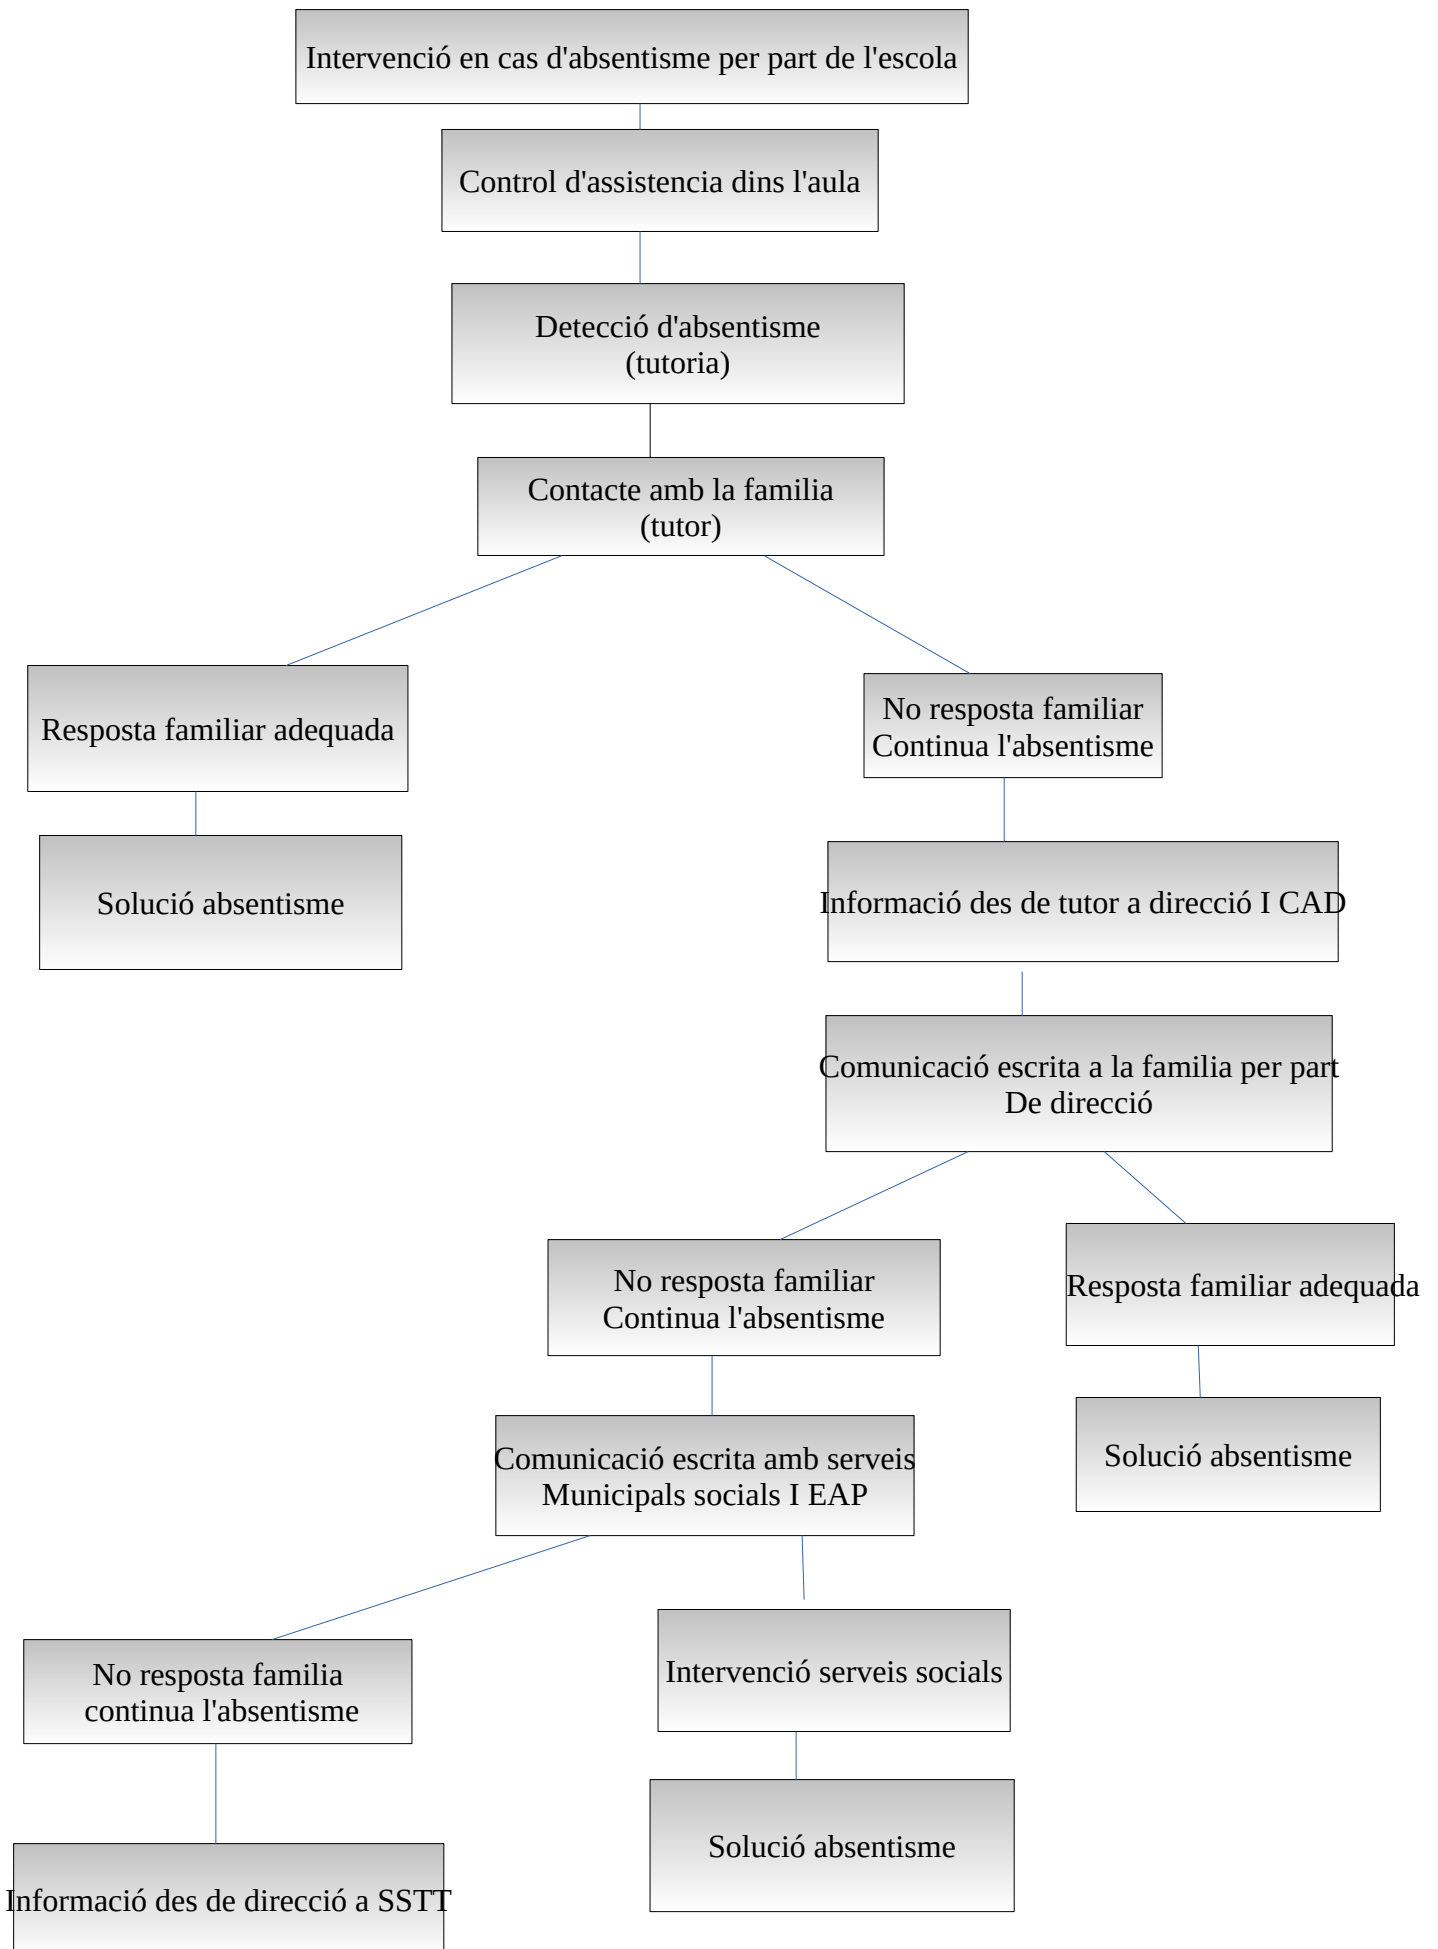 Intervenció en cas d'absentisme per part de l'escola
Control d'assistencia dins l'aula
Detecció d'absentisme
(tutoria)
Contacte amb la familia
(tutor)
Resposta familiar adequada
No resposta familiar
Continua l'absentisme
Solució absentisme
Informació des de tutor a direcció I CAD
Comunicació escrita a la familia per part
De direcció
No resposta familiar
Continua l'absentisme
Resposta familiar adequada
Comunicació escrita amb serveis
Municipals socials I EAP
Solució absentisme
No resposta familia
continua l'absentisme
Intervenció serveis socials
Solució absentisme
Informació des de direcció a SSTT